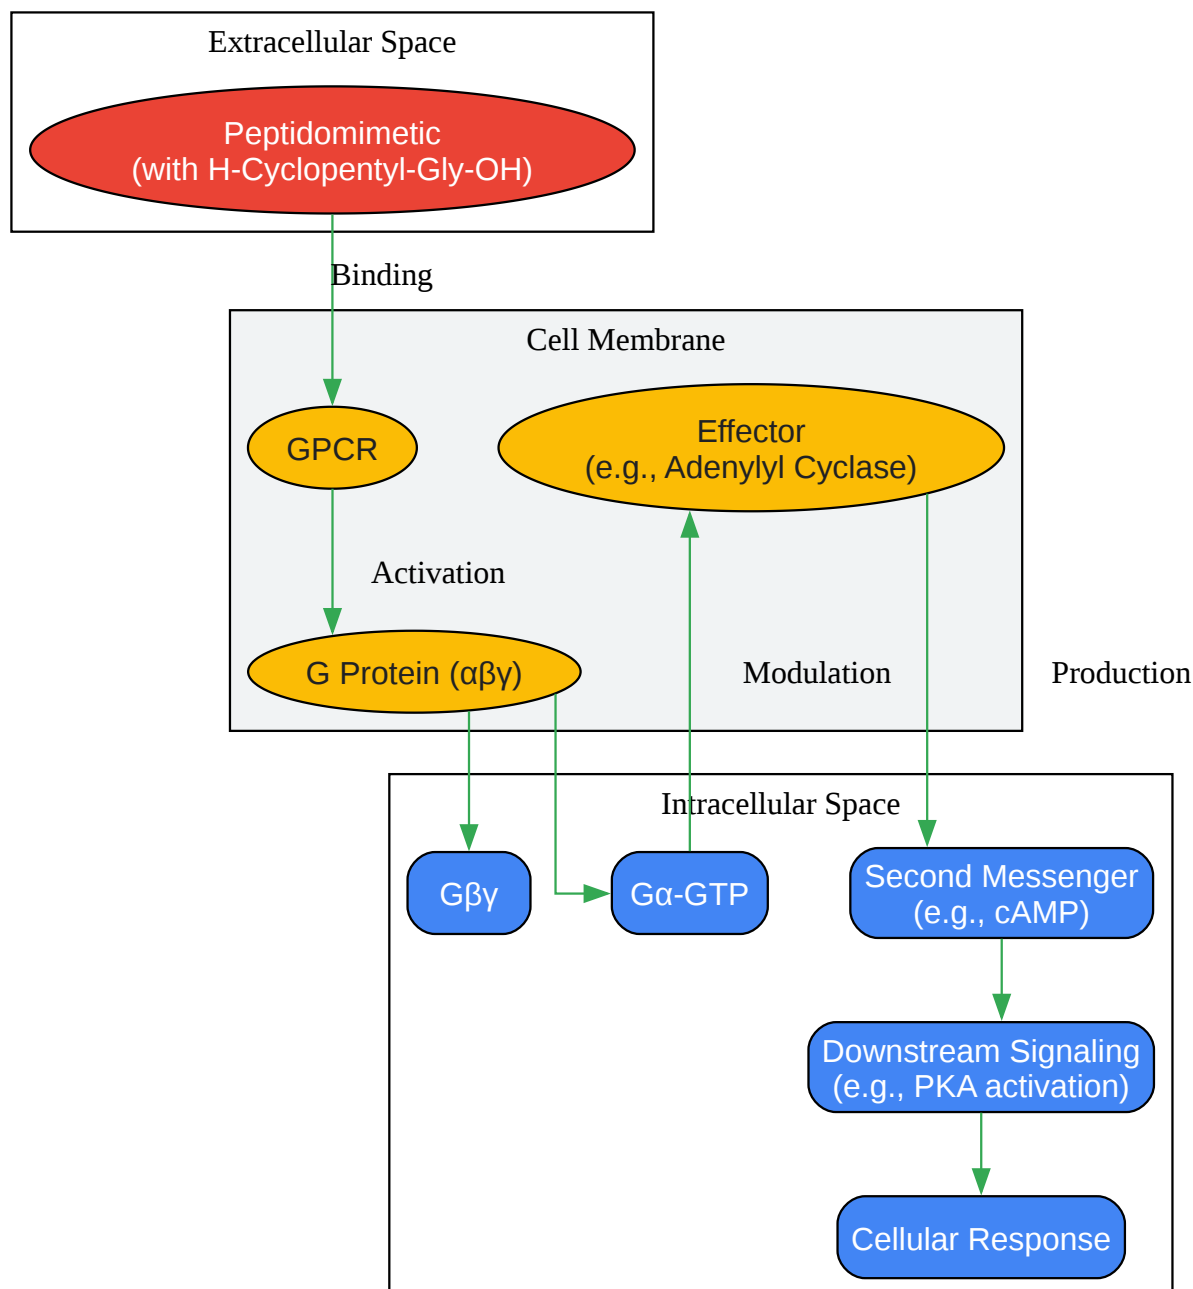 Extracellular Space
Peptidomimetic
(with H-Cyclopentyl-Gly-OH)
Binding
Cell Membrane
GPCR
Effector
(e.g., Adenylyl Cyclase)
Activation
G Protein (αβγ)
Modulation
Production
Intracellular Space
Gβγ
Gα-GTP
Second Messenger
(e.g., cAMP)
Downstream Signaling
(e.g., PKA activation)
Cellular Response